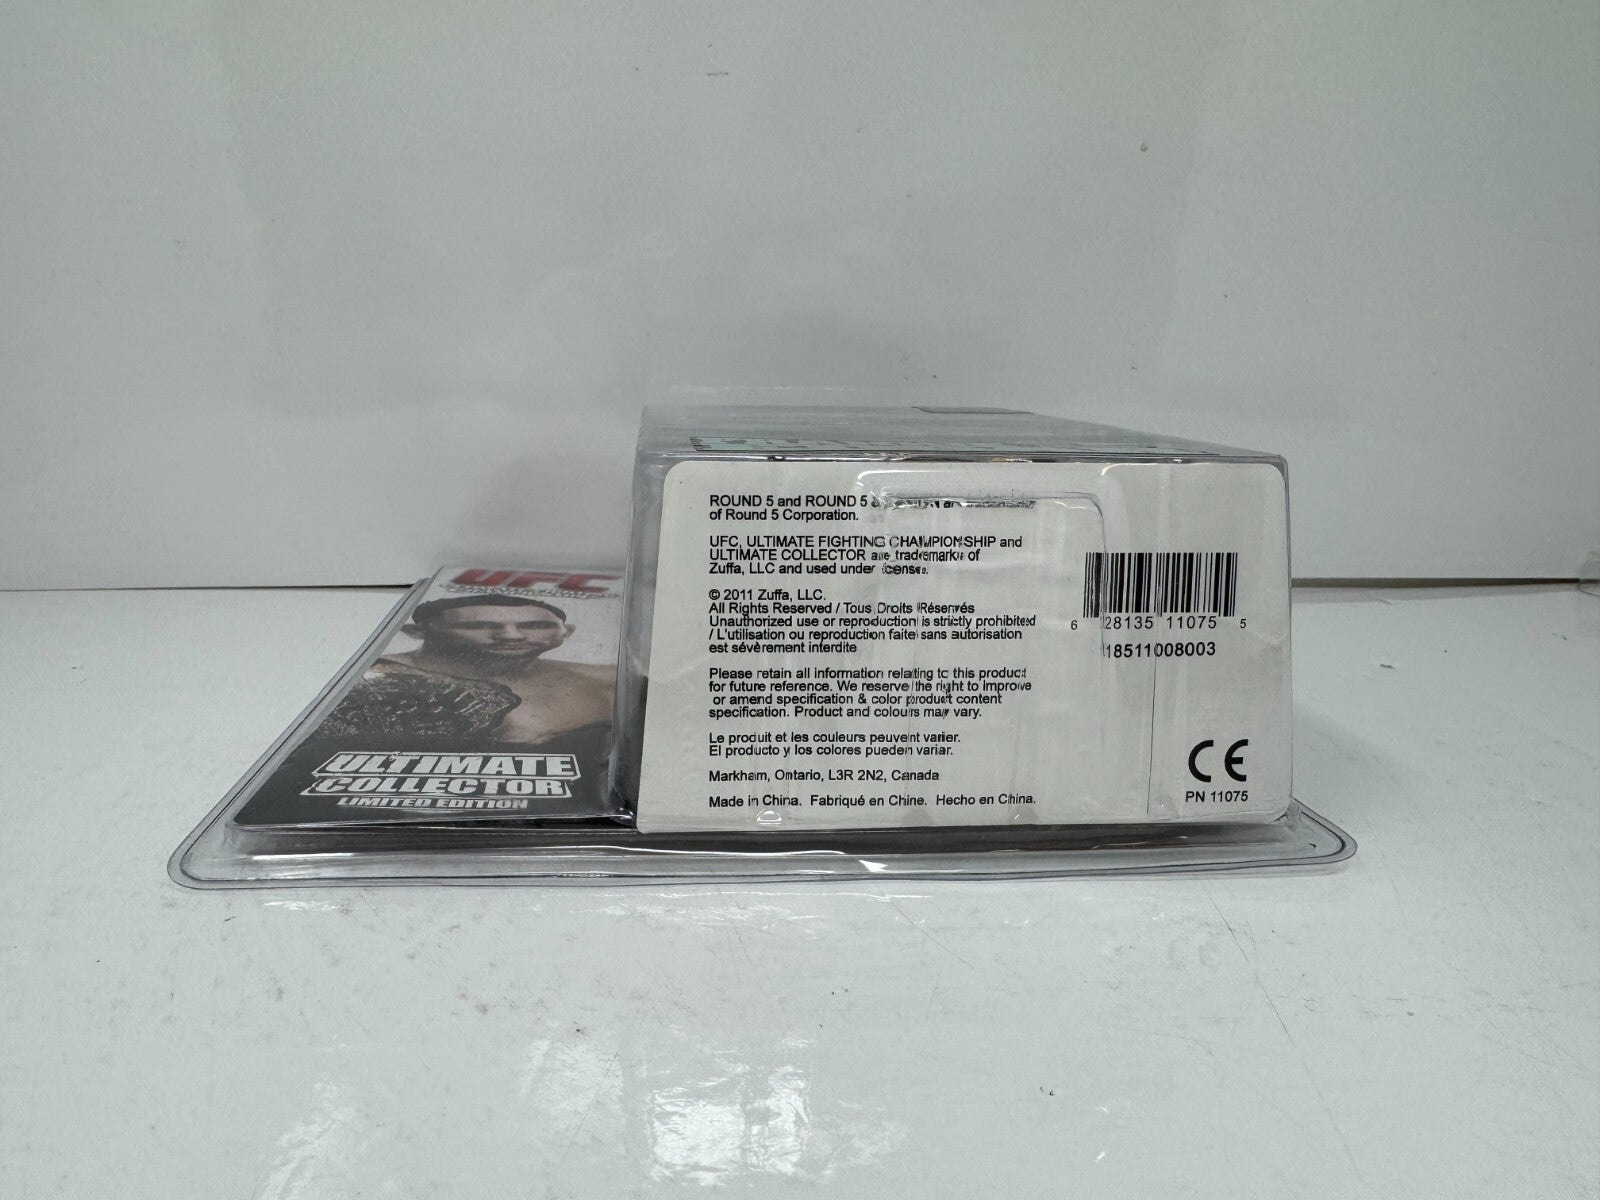 UFC
ULTIMATE
COLLECTOR
LIMITED EDITION
ROUND 5 and ROUND 5 &
of Round 5 Corporation.
UFC, ULTIMATE FIGHTING CHAMPIONSHIP and
ULTIMATE COLLECTOR are trademarks of
Zuffa, LLC and used under license.
© 2011 Zuffa, LLC.
All Rights Reserved / Tous Droits Résenvés
Unauthorized use or reproduction is strictly prohibited
/ L'utilisation ou reproduction faite sans autorisation
est sévèrement interdite
Please retain all information relating to this product
for future reference. We reserve the right to improve
or amend specification & color product content
specification. Product and colours may vary.
Le produit et les couleurs peuvent varier.
El producto y los colores pueden variar.
Markham, Ontario, L3R 2N2, Canada
Made in China. Fabriqué en Chine. Hecho en China.
6 28135 11075 5
18511008003
CE
PN 11075